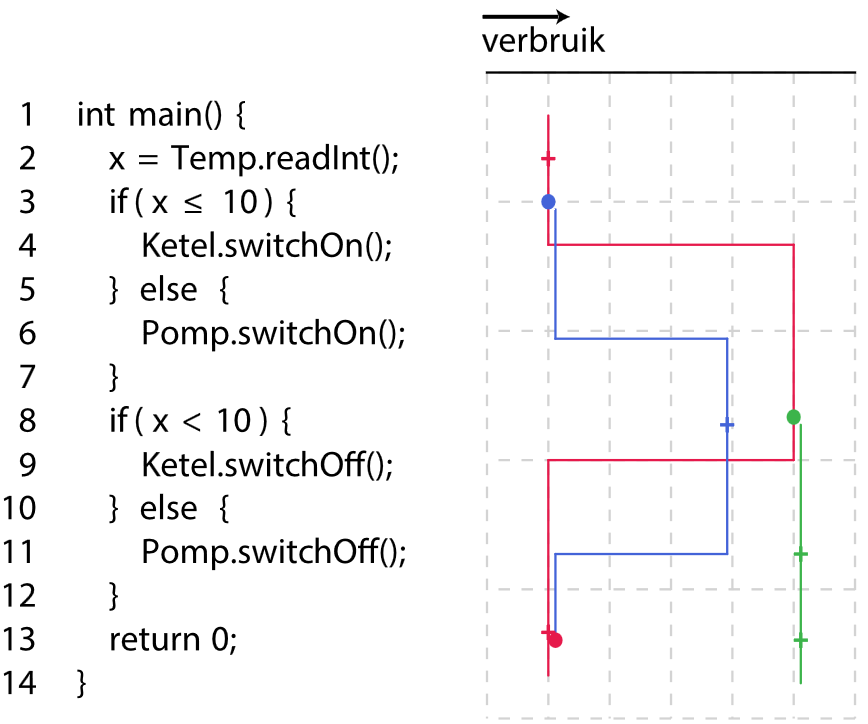 verbruik
1 int main() {
2 x = Temp.readInt();
3 if ( x ≤ 10 ) {
4 Ketel.switchOn();
5 } else {
6 Pomp.switchOn();
7 }
8 if ( x < 10 ) {
9 Ketel.switchOff();
10 } else {
11 Pomp.switchOff();
12 }
13 return 0;
14 }